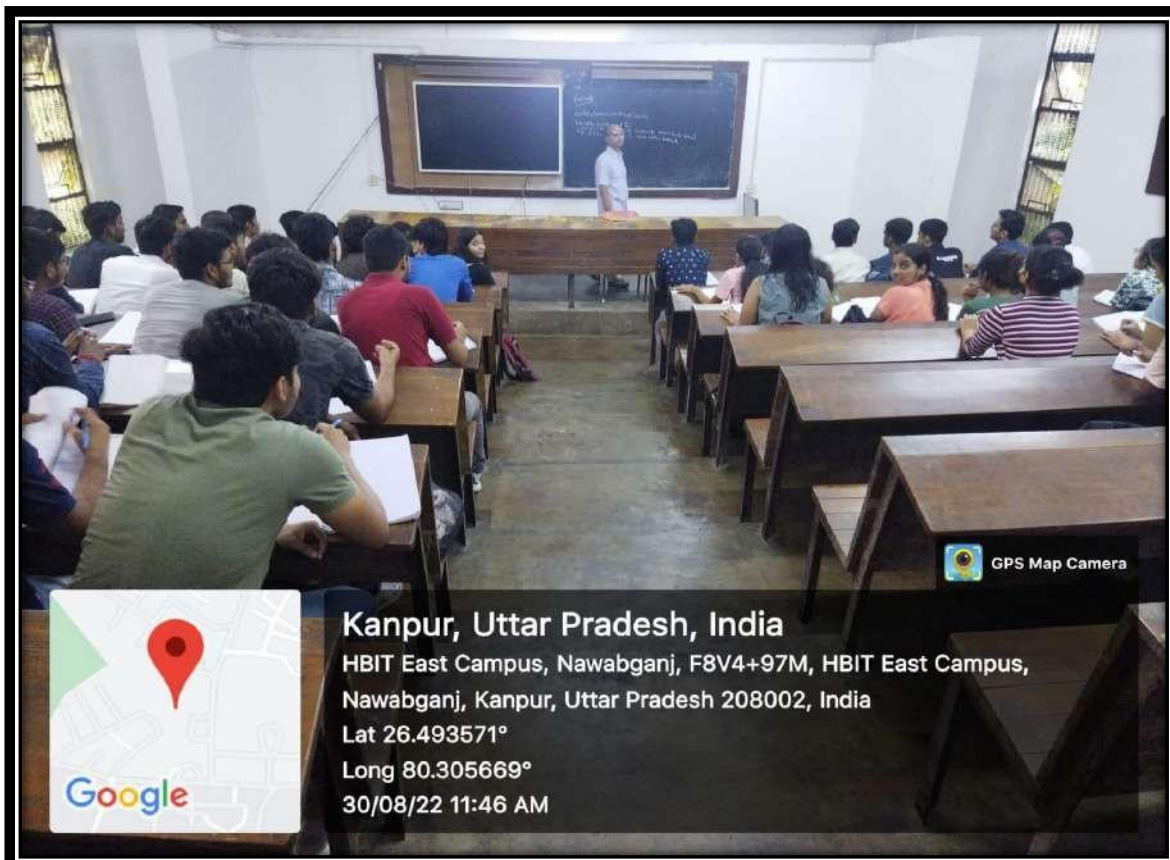 GPS Map Camera
Kanpur, Uttar Pradesh, India
HBIT East Campus, Nawabganj, F8V4+97M, HBIT East Campus,
Nawabganj, Kanpur, Uttar Pradesh 208002, India
Lat 26.493571°
Long 80.305669°
30/08/22 11:46 AM
Google